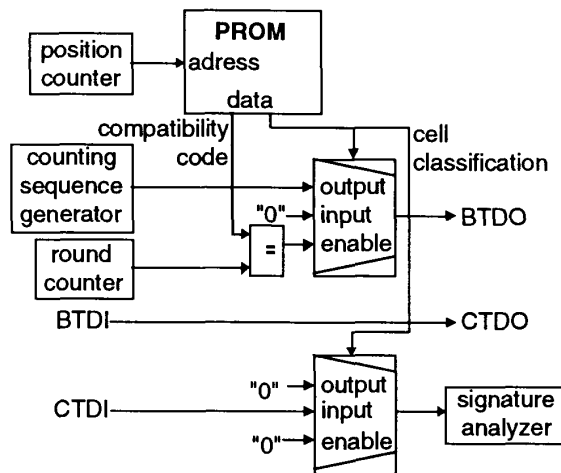 PROM
adress
data
position
counter
compatibility
code
cell
classification
counting
sequence
generator
output
"0"
input
enable
BTDO
=
round
counter
BTDI
CTDO
"0"
output
CTDI
input
"0"
enable
signature
analyzer